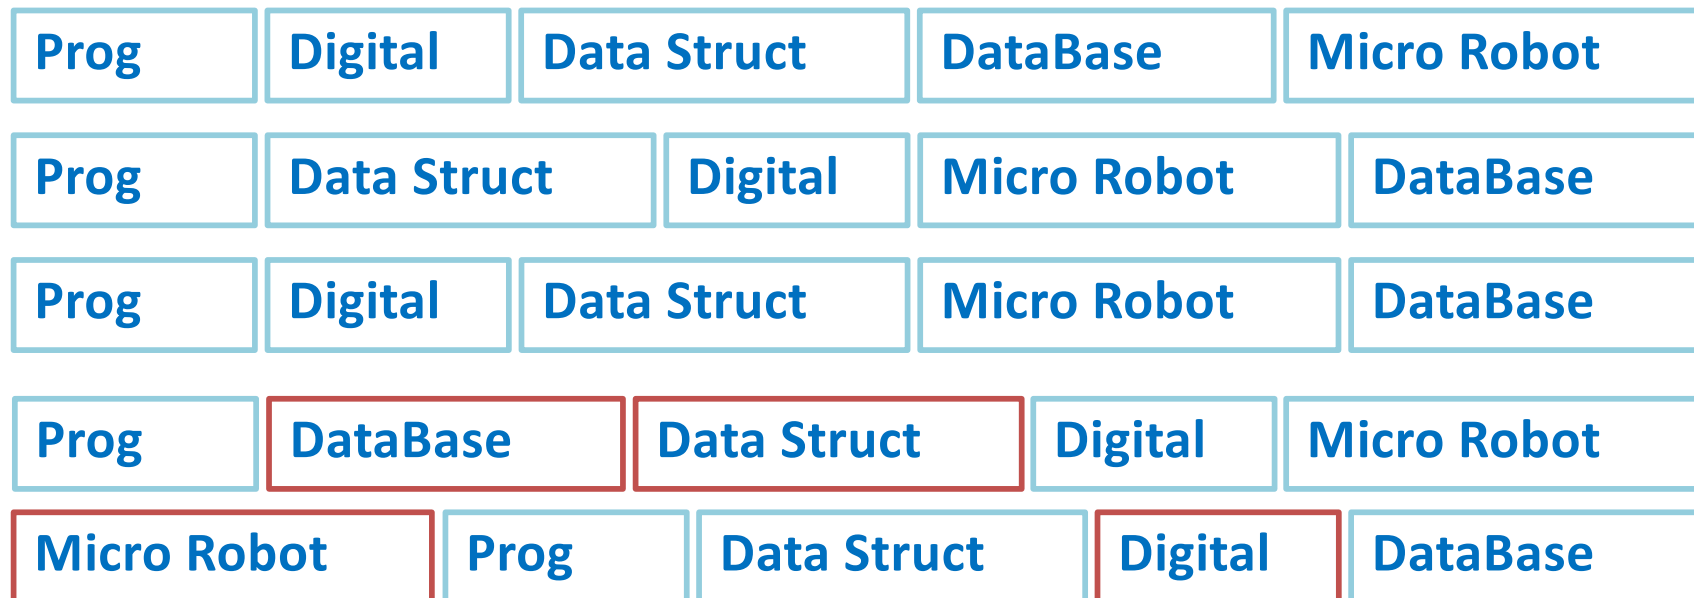 Prog Digital Data Struct DataBase Micro Robot
Prog Data Struct Digital Micro Robot DataBase
Prog Digital Data Struct Micro Robot DataBase
Prog DataBase Data Struct Digital Micro Robot
Micro Robot Prog Data Struct Digital DataBase